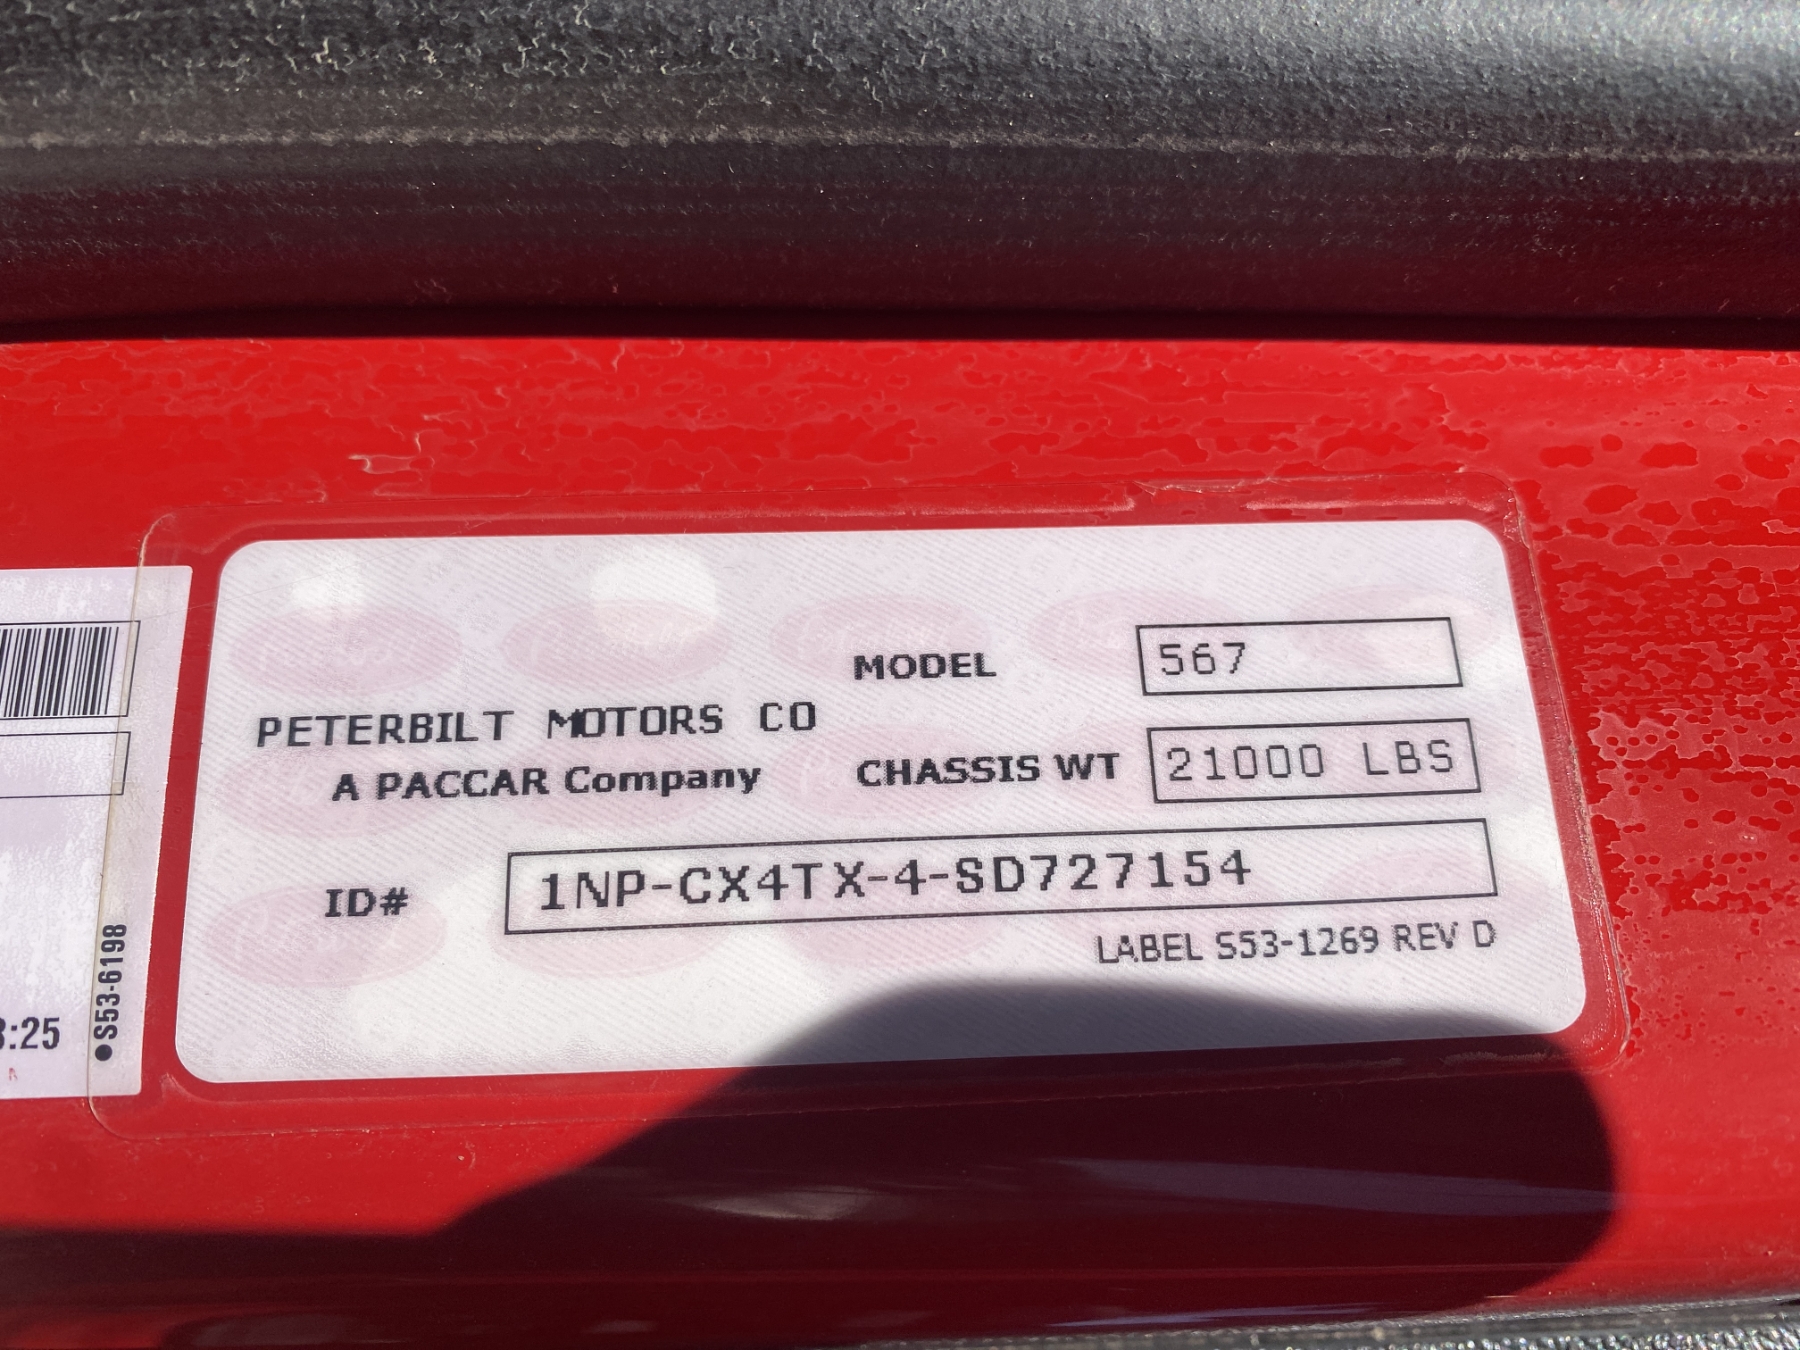 MODEL 567
PETERBILT MOTORS CO
A PACCAR Company
CHASSIS WT 21000 LBS
ID# 1NP-CX4TX-4-SD727154
LABEL S53-1269 REV D
●S53-6198
:25